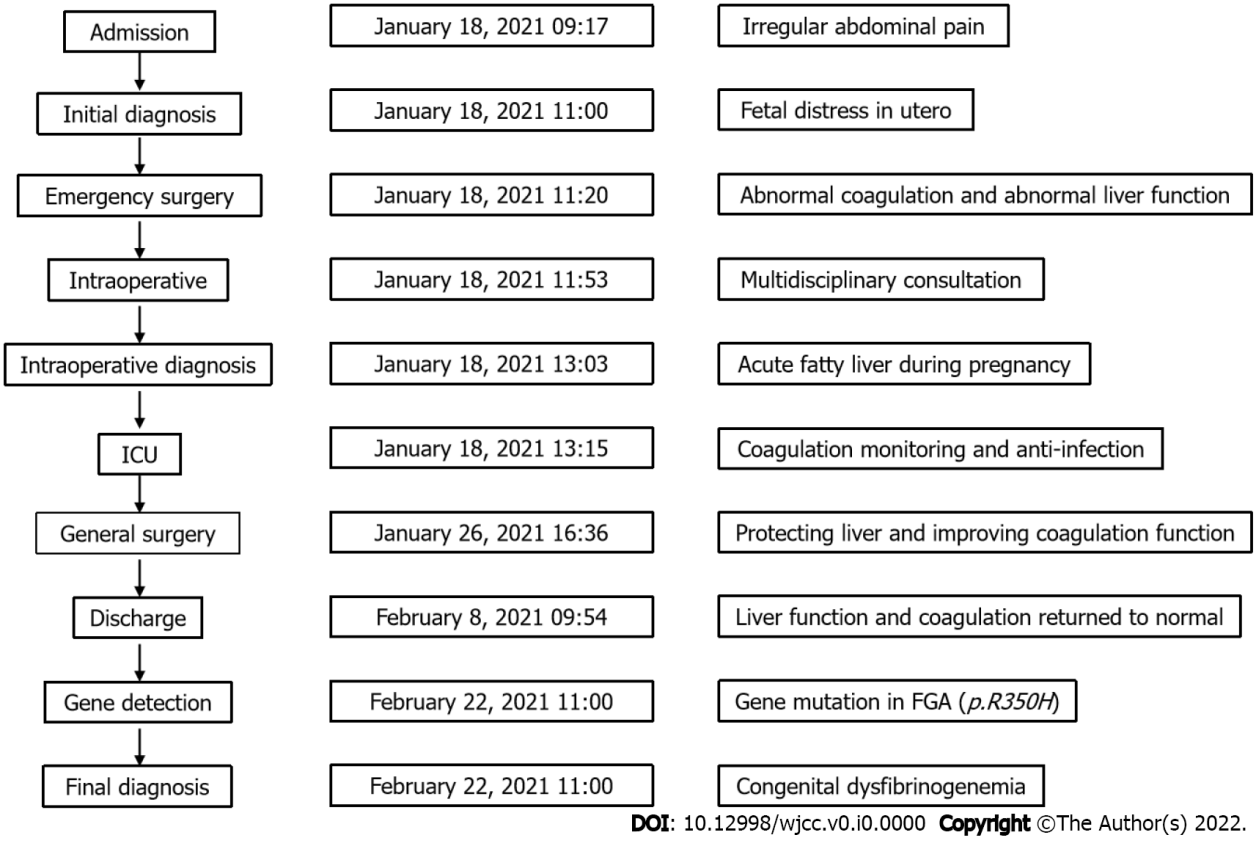 Admission January 18, 2021 09:17 Irregular abdominal pain
Initial diagnosis January 18, 2021 11:00 Fetal distress in utero
Emergency surgery January 18, 2021 11:20 Abnormal coagulation and abnormal liver function
Intraoperative January 18, 2021 11:53 Multidisciplinary consultation
Intraoperative diagnosis January 18, 2021 13:03 Acute fatty liver during pregnancy
ICU January 18, 2021 13:15 Coagulation monitoring and anti-infection
General surgery January 26, 2021 16:36 Protecting liver and improving coagulation function
Discharge February 8, 2021 09:54 Liver function and coagulation returned to normal
Gene detection February 22, 2021 11:00 Gene mutation in FGA (p.R350H)
Final diagnosis February 22, 2021 11:00 Congenital dysfibrinogenemia
DOI: 10.12998/wjcc.v0.i0.0000 Copyright ©The Author(s) 2022.